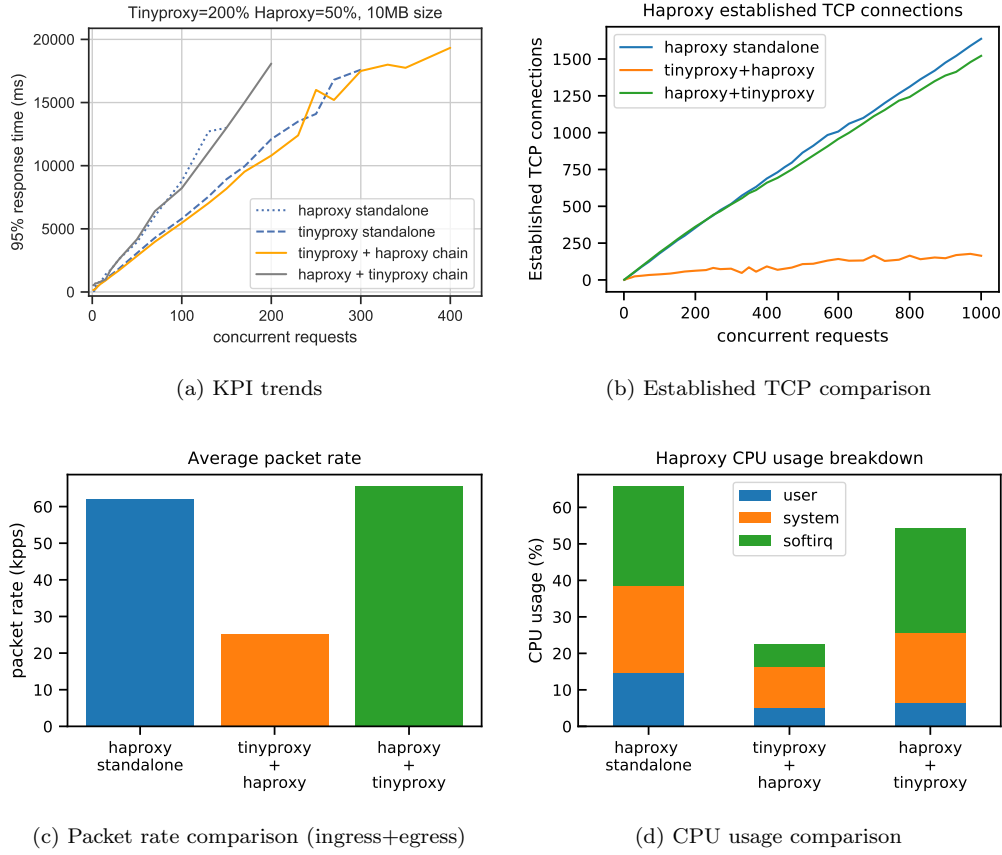 Tinyproxy=200% Haproxy=50%, 10MB size
20000
15000
10000
5000
0
95% response time (ms)
haproxy standalone
tinyproxy standalone
tinyproxy + haproxy chain
haproxy + tinyproxy chain
0
100
200
300
400
concurrent requests
(a) KPI trends
Haproxy established TCP connections
1500
1250
1000
750
500
250
0
Established TCP connections
haproxy standalone
tinyproxy+haproxy
haproxy+tinyproxy
0
200
400
600
800
1000
concurrent requests
(b) Established TCP comparison
Average packet rate
60
50
40
30
20
10
0
packet rate (kpps)
haproxy
standalone
tinyproxy
+
haproxy
haproxy
+
tinyproxy
(c) Packet rate comparison (ingress+egress)
Haproxy CPU usage breakdown
60
50
40
30
20
10
0
CPU usage (%)
user
system
softirq
haproxy
standalone
tinyproxy
+
haproxy
haproxy
+
tinyproxy
(d) CPU usage comparison